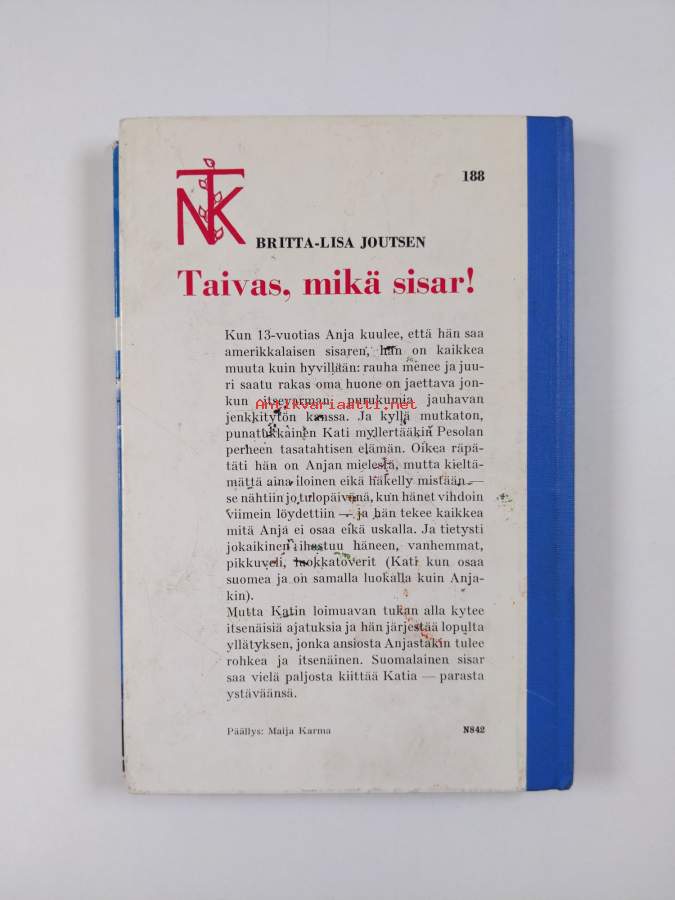 NTK
188
BRITTA-LISA JOUTSEN
Taivas, mikä sisar!
Kun 13-vuotias Anja kuulee, että hän saa
amerikkalaisen sisaren, hän on kaikkea
muuta kuin hyvillään: rauha menee ja juu-
ri saatu rakas oma huone on jaettava jon-
kun itsevarman, purukumia jauhavan
Antikvariaatti.net
jenkkitytön kanssa. Ja kyllä mutkaton,
punatukkainen Kati myllertääkin Pesolan
perheen tasatahtisen elämän. Oikea räpä-
täti hän on Anjan mielestä, mutta kieltä-
mättä aina iloinen eikä häkelly mistään —
se nähtiin jo tulopäivänä, kun hänet vihdoin
viimein löydettiin — ja hän tekee kaikkea
mitä Anja ei osaa eikä uskalla. Ja tietysti
jokaikinen ihastuu häneen, vanhemmat,
pikkuveli, luokkatoverit (Kati kun osaa
suomea ja on samalla luokalla kuin Anja-
kin).
Mutta Katin loimuavan tukan alla kytee
itsenäisiä ajatuksia ja hän järjestää lopulta
yllätyksen, jonka ansiosta Anjastakin tulee
rohkea ja itsenäinen. Suomalainen sisar
saa vielä paljosta kiittää Katia — parasta
ystäväänsä.
Päällys: Maija Karma
N842